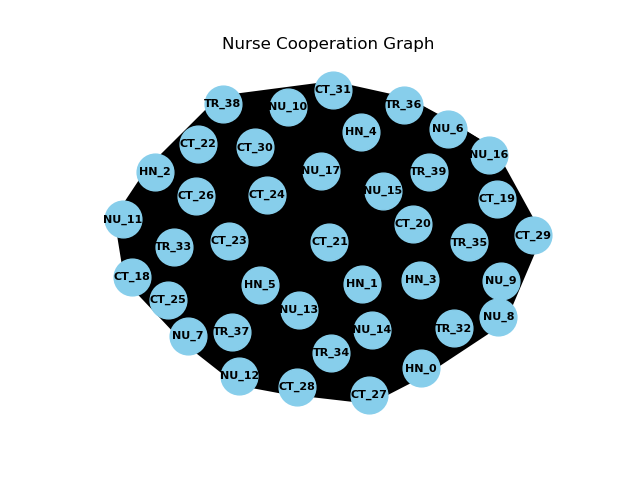 Nurse Cooperation Graph
CT_31
TR_38
NU_10
TR_36
NU_6
HN_4
CT_22
CT_30
NU_16
HN_2
NU_17
TR_39
NU_15
CT_26
CT_24
CT_19
NU_11
CT_20
CT_29
TR_33
CT_23
CT_21
TR_35
CT_18
HN_5
HN_1
HN_3
NU_9
CT_25
NU_13
NU_8
NU_7
TR_37
NU_14
TR_32
TR_34
HN_0
NU_12
CT_28
CT_27